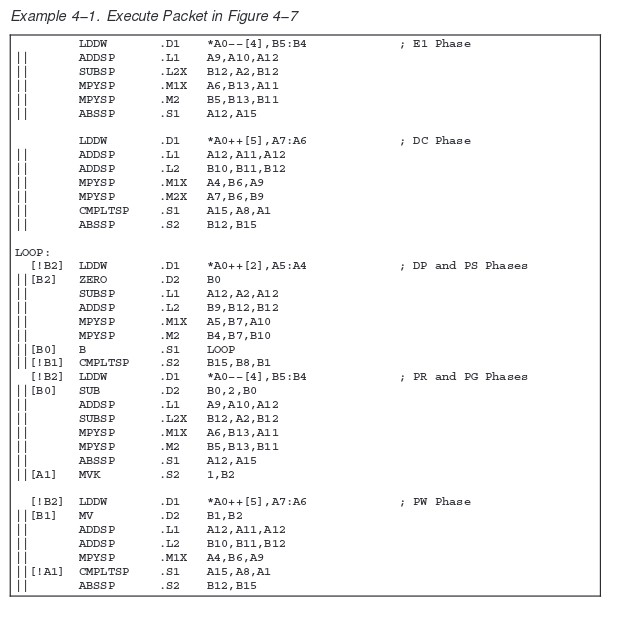 Example 4–1. Execute Packet in Figure 4–7
LDDW .D1 *A0--[4],B5:B4 ; E1 Phase
|| ADDSP .L1 A9,A10,A12
|| SUBSP .L2X B12,A2,B12
|| MPYSP .M1X A6,B13,A11
|| MPYSP .M2 B5,B13,B11
|| ABSSP .S1 A12,A15
LDDW .D1 *A0++[5],A7:A6 ; DC Phase
|| ADDSP .L1 A12,A11,A12
|| ADDSP .L2 B10,B11,B12
|| MPYSP .M1X A4,B6,A9
|| MPYSP .M2X A7,B6,B9
|| CMPLTSP .S1 A15,A8,A1
|| ABSSP .S2 B12,B15
LOOP:
[!B2] LDDW .D1 *A0++[2],A5:A4 ; DP and PS Phases
||[B2] ZERO .D2 B0
|| SUBSP .L1 A12,A2,A12
|| ADDSP .L2 B9,B12,B12
|| MPYSP .M1X A5,B7,A10
|| MPYSP .M2 B4,B7,B10
||[B0] B .S1 LOOP
||[!B1] CMPLTSP .S2 B15,B8,B1
[!B2] LDDW .D1 *A0--[4],B5:B4 ; PR and PG Phases
||[B0] SUB .D2 B0,2,B0
|| ADDSP .L1 A9,A10,A12
|| SUBSP .L2X B12,A2,B12
|| MPYSP .M1X A6,B13,A11
|| MPYSP .M2 B5,B13,B11
|| ABSSP .S1 A12,A15
||[A1] MVK .S2 1,B2
[!B2] LDDW .D1 *A0++[5],A7:A6 ; PW Phase
||[B1] MV .D2 B1,B2
|| ADDSP .L1 A12,A11,A12
|| ADDSP .L2 B10,B11,B12
|| MPYSP .M1X A4,B6,A9
||[!A1] CMPLTSP .S1 A15,A8,A1
|| ABSSP .S2 B12,B15